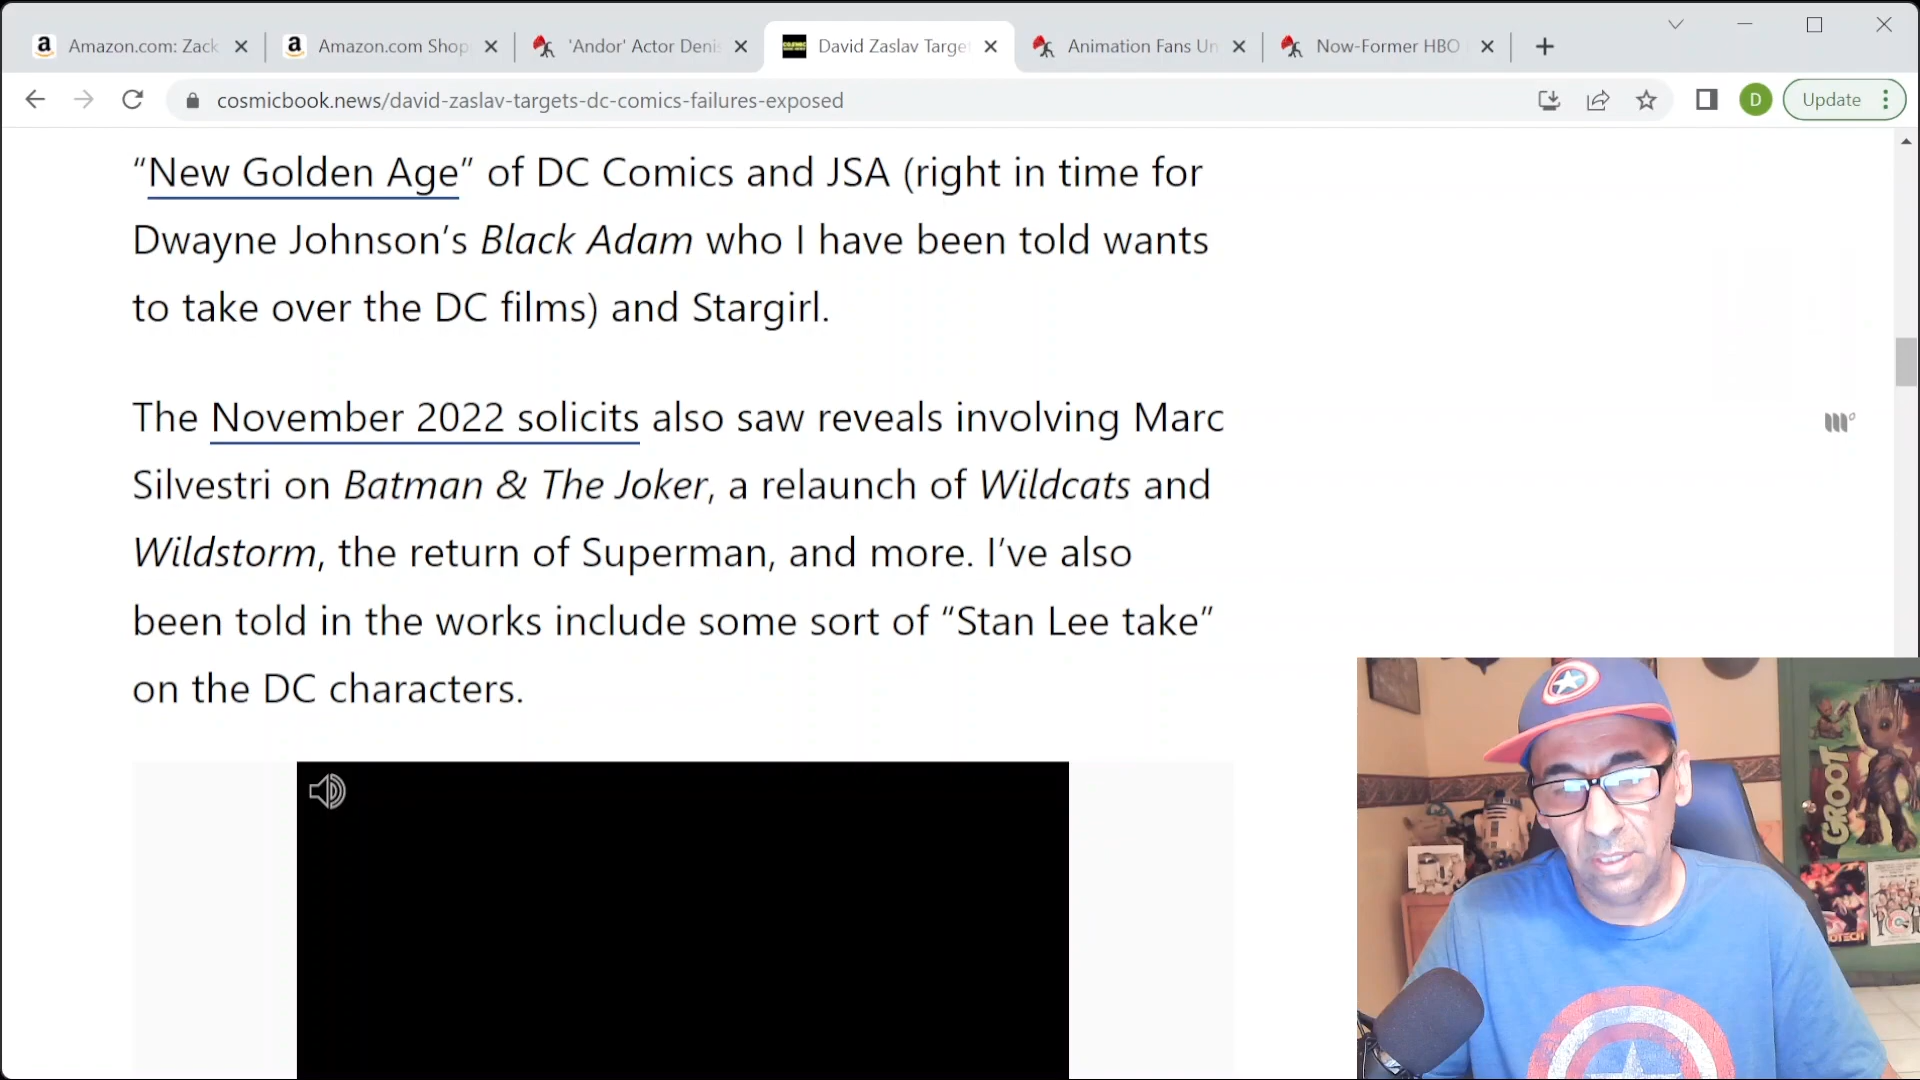 Amazon.com: Zack
Amazon.com Shop
'Andor' Actor Deni
David Zaslav Targe
Animation Fans Un
Now-Former HBO
cosmicbook.news/david-zaslav-targets-dc-comics-failures-exposed
D
Update
“New Golden Age” of DC Comics and JSA (right in time for
Dwayne Johnson’s Black Adam who I have been told wants
to take over the DC films) and Stargirl.
The November 2022 solicits also saw reveals involving Marc
Silvestri on Batman & The Joker, a relaunch of Wildcats and
Wildstorm, the return of Superman, and more. I’ve also
been told in the works include some sort of “Stan Lee take”
on the DC characters.
GROOT